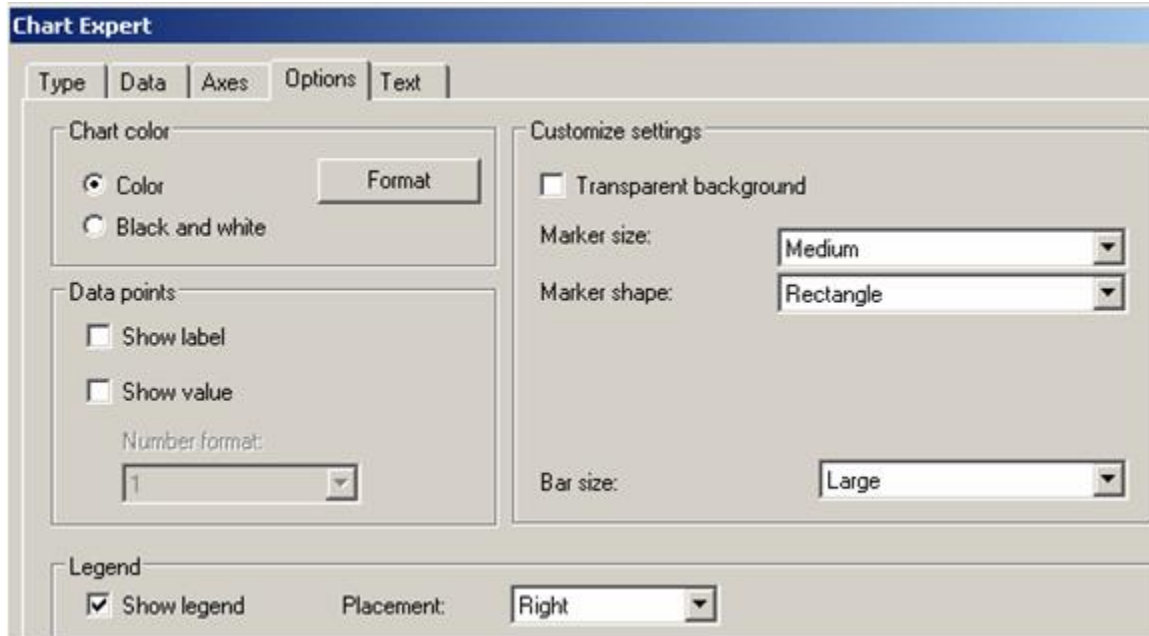 Chart Expert
Type Data Axes Options Text
Chart color
Color
Format
Black and white
Data points
Show label
Show value
Number format:
1
Customize settings
Transparent background
Marker size: Medium
Marker shape: Rectangle
Bar size: Large
Legend
Show legend Placement: Right